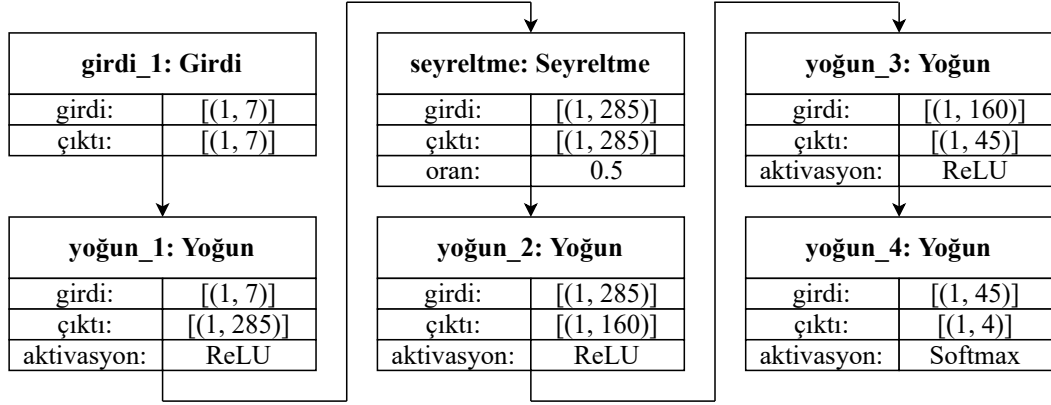 girdi_1: Girdi
girdi: [(1, 7)]
çıktı: [(1, 7)]
yoğun_1: Yoğun
girdi: [(1, 7)]
çıktı: [(1, 285)]
aktivasyon: ReLU
seyreltme: Seyreltme
girdi: [(1, 285)]
çıktı: [(1, 285)]
oran: 0.5
yoğun_2: Yoğun
girdi: [(1, 285)]
çıktı: [(1, 160)]
aktivasyon: ReLU
yoğun_3: Yoğun
girdi: [(1, 160)]
çıktı: [(1, 45)]
aktivasyon: ReLU
yoğun_4: Yoğun
girdi: [(1, 45)]
çıktı: [(1, 4)]
aktivasyon: Softmax